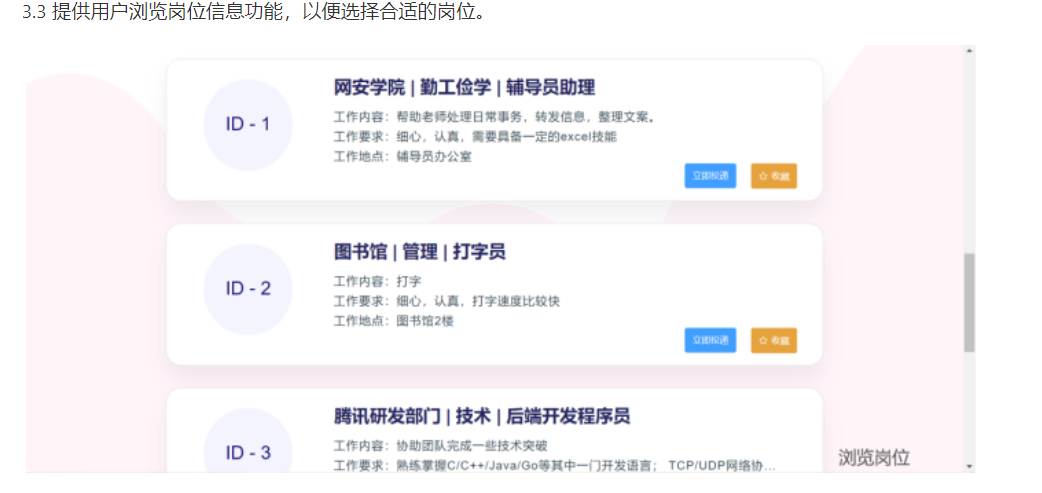 3.3 提供用户浏览岗位信息功能，以便选择合适的岗位。
ID - 1
网安学院 | 勤工俭学 | 辅导员助理
工作内容：帮助老师处理日常事务，转发信息，整理文案。
工作要求：细心，认真，需要具备一定的excel技能
工作地点：辅导员办公室
立即投递 ☆ 收藏
ID - 2
图书馆 | 管理 | 打字员
工作内容：打字
工作要求：细心，认真，打字速度比较快
工作地点：图书馆2楼
立即投递 ☆ 收藏
ID - 3
腾讯研发部门 | 技术 | 后端开发程序员
工作内容：协助团队完成一些技术突破
工作要求：熟练掌握C/C++/Java/Go等其中一门开发语言； TCP/UDP网络协...
浏览岗位